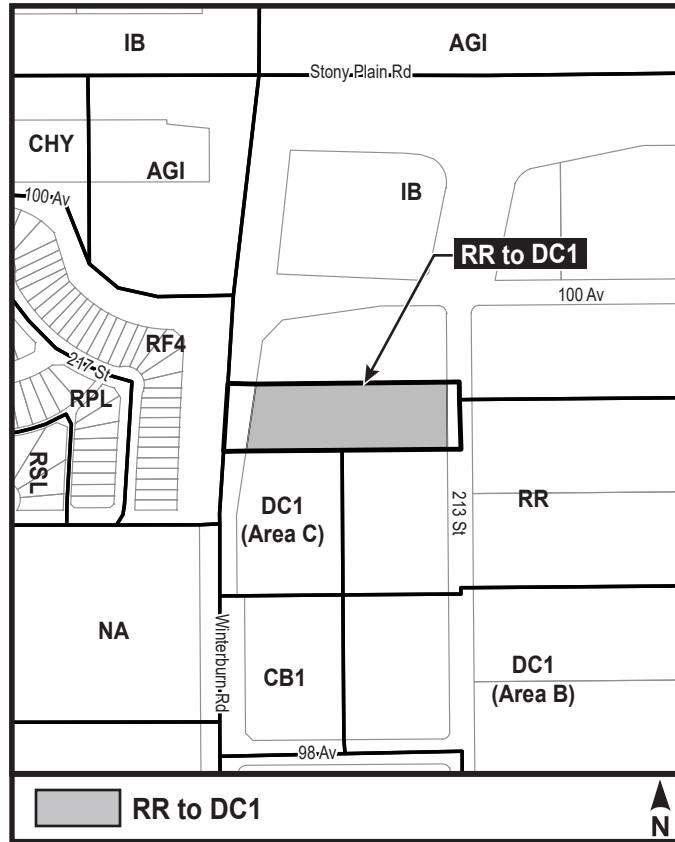 IB
AGI
Stony Plain Rd
CHY
AGI
100 Av
IB
RR to DC1
100 Av
RF4
217 St
RPL
RSL
DC1
(Area C)
213 St
RR
NA
Winterburn Rd
CB1
DC1
(Area B)
98 Av
RR to DC1
N